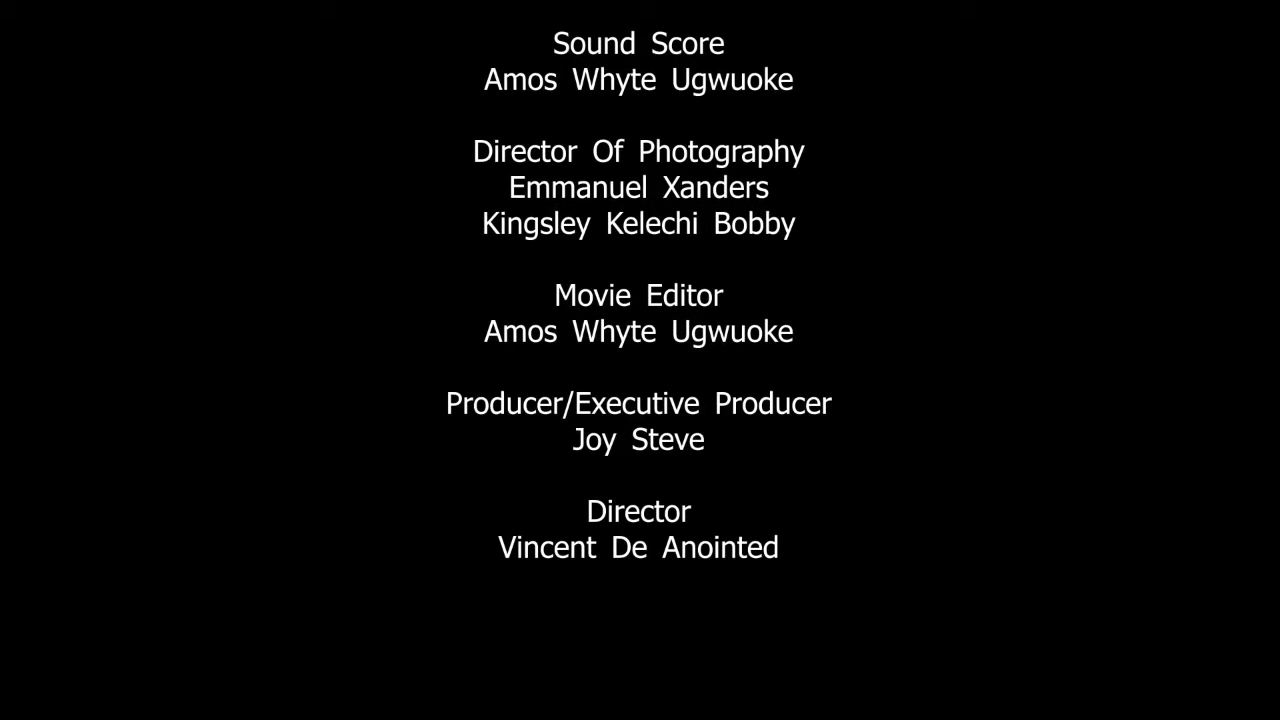 Sound Score
Amos Whyte Ugwuoke
Director Of Photography
Emmanuel Xanders
Kingsley Kelechi Bobby
Movie Editor
Amos Whyte Ugwuoke
Producer/Executive Producer
Joy Steve
Director
Vincent De Anointed